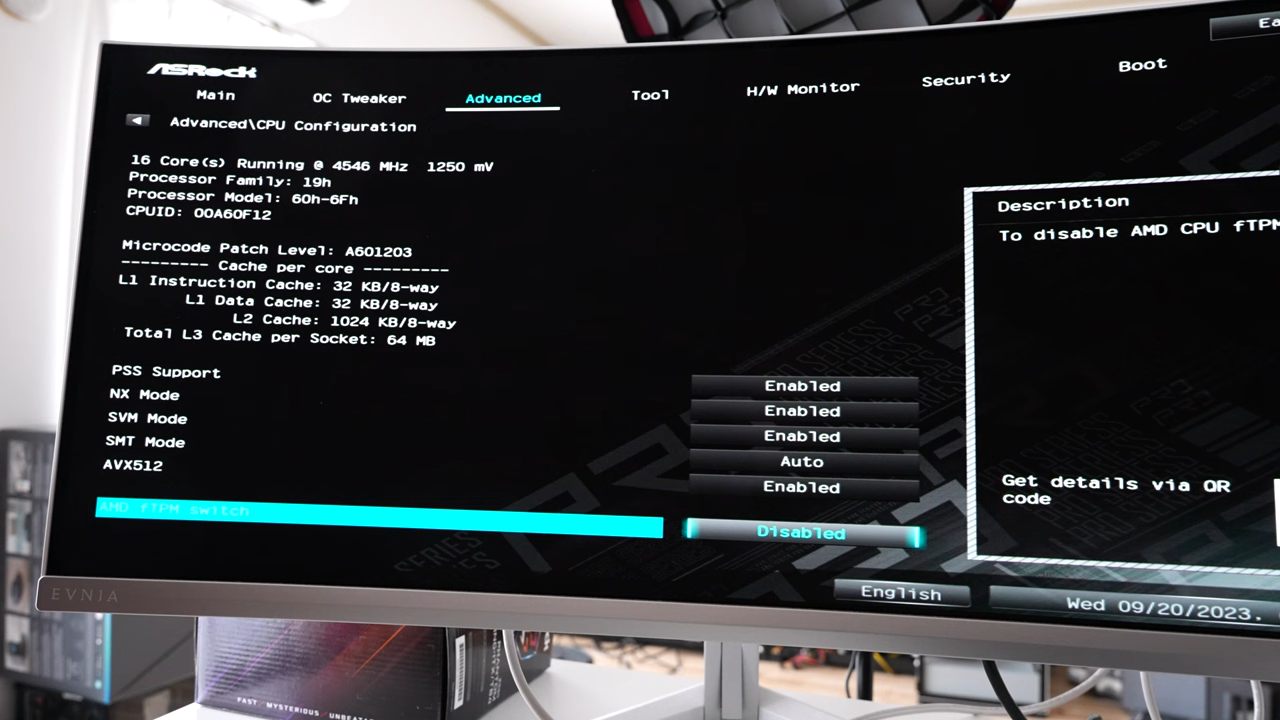 Ea
ASRock
Main OC Tweaker Advanced Tool H/W Monitor Security Boot
Advanced\CPU Configuration
16 Core(s) Running @ 4546 MHz 1250 mV
Processor Family: 19h
Processor Model: 60h-6Fh
CPUID: 00A60F12
Microcode Patch Level: A601203
--------- Cache per core ---------
L1 Instruction Cache: 32 KB/8-way
L1 Data Cache: 32 KB/8-way
L2 Cache: 1024 KB/8-way
Total L3 Cache per Socket: 64 MB
PSS Support Enabled
NX Mode Enabled
SVM Mode Enabled
SMT Mode Auto
AVX512 Enabled
AMD fTPM switch Disabled
Description
To disable AMD CPU fTPM
Get details via QR
code
English
Wed 09/20/2023.
EVNIA
FAST, MYSTERIOUS